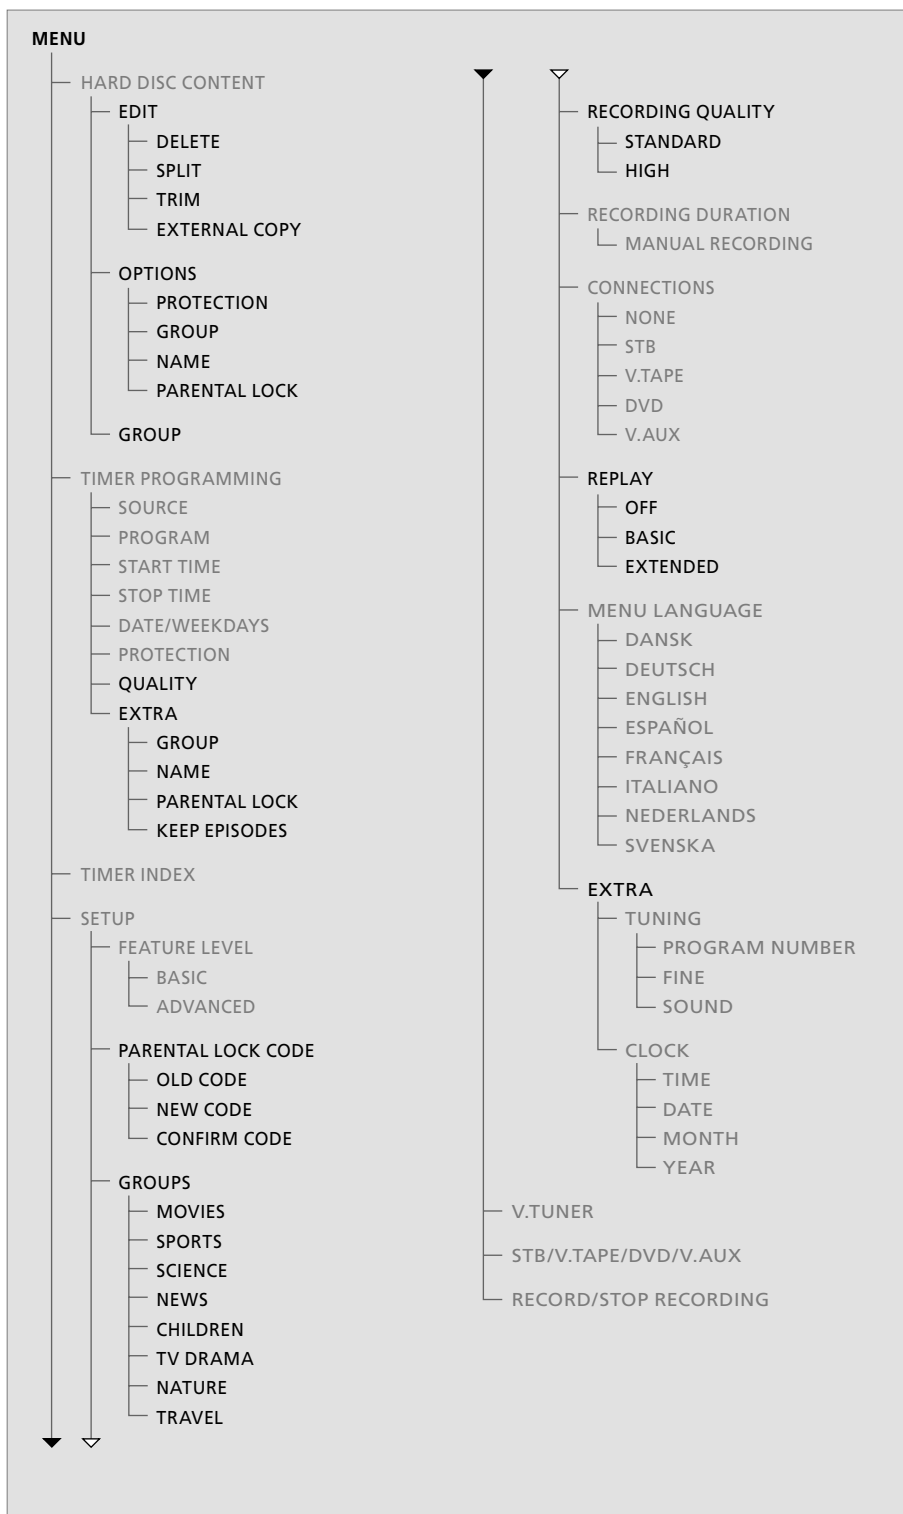 MENU
HARD DISC CONTENT
EDIT
DELETE
SPLIT
TRIM
EXTERNAL COPY
OPTIONS
PROTECTION
GROUP
NAME
PARENTAL LOCK
GROUP
TIMER PROGRAMMING
SOURCE
PROGRAM
START TIME
STOP TIME
DATE/WEEKDAYS
PROTECTION
QUALITY
EXTRA
GROUP
NAME
PARENTAL LOCK
KEEP EPISODES
TIMER INDEX
SETUP
FEATURE LEVEL
BASIC
ADVANCED
PARENTAL LOCK CODE
OLD CODE
NEW CODE
CONFIRM CODE
GROUPS
MOVIES
SPORTS
SCIENCE
NEWS
CHILDREN
TV DRAMA
NATURE
TRAVEL
RECORDING QUALITY
STANDARD
HIGH
RECORDING DURATION
MANUAL RECORDING
CONNECTIONS
NONE
STB
V.TAPE
DVD
V.AUX
REPLAY
OFF
BASIC
EXTENDED
MENU LANGUAGE
DANSK
DEUTSCH
ENGLISH
ESPAÑOL
FRANÇAIS
ITALIANO
NEDERLANDS
SVENSKA
EXTRA
TUNING
PROGRAM NUMBER
FINE
SOUND
CLOCK
TIME
DATE
MONTH
YEAR
V.TUNER
STB/V.TAPE/DVD/V.AUX
RECORD/STOP RECORDING